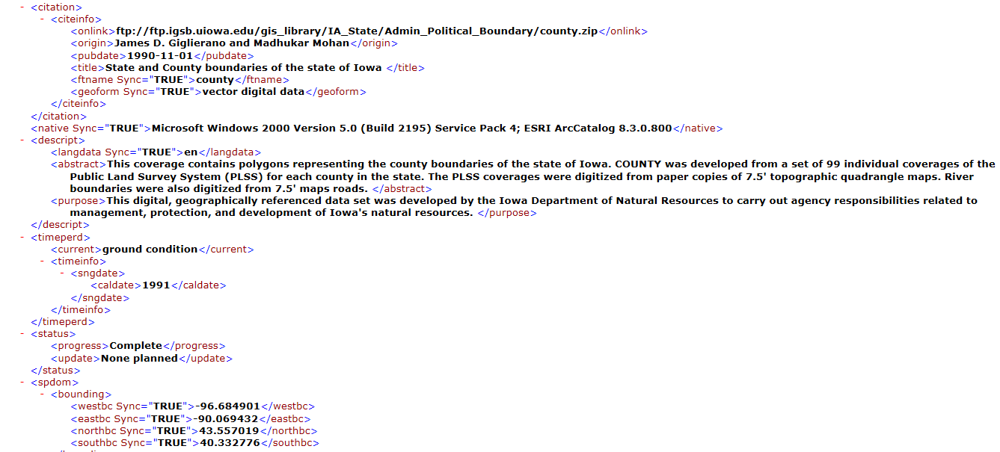 - <citation>
- <citeinfo>
<onlink>ftp://ftp.igsb.uiowa.edu/gis_library/IA_State/Admin_Political_Boundary/county.zip</onlink>
<origin>James D. Giglierano and Madhukar Mohan</origin>
<pubdate>1990-11-01</pubdate>
<title>State and County boundaries of the state of Iowa </title>
<ftname Sync="TRUE">county</ftname>
<geoform Sync="TRUE">vector digital data</geoform>
</citeinfo>
</citation>
<native Sync="TRUE">Microsoft Windows 2000 Version 5.0 (Build 2195) Service Pack 4; ESRI ArcCatalog 8.3.0.800</native>
- <descript>
<langdata Sync="TRUE">en</langdata>
<abstract>This coverage contains polygons representing the county boundaries of the state of Iowa. COUNTY was developed from a set of 99 individual coverages of the
Public Land Survey System (PLSS) for each county in the state. The PLSS coverages were digitized from paper copies of 7.5' topographic quadrangle maps. River
boundaries were also digitized from 7.5' maps roads. </abstract>
<purpose>This digital, geographically referenced data set was developed by the Iowa Department of Natural Resources to carry out agency responsibilities related to
management, protection, and development of Iowa's natural resources. </purpose>
</descript>
- <timeperd>
<current>ground condition</current>
- <timeinfo>
- <sngdate>
<caldate>1991</caldate>
</sngdate>
</timeinfo>
</timeperd>
- <status>
<progress>Complete</progress>
<update>None planned</update>
</status>
- <spdom>
- <bounding>
<westbc Sync="TRUE">-96.684901</westbc>
<eastbc Sync="TRUE">-90.069432</eastbc>
<northbc Sync="TRUE">43.557019</northbc>
<southbc Sync="TRUE">40.332776</southbc>